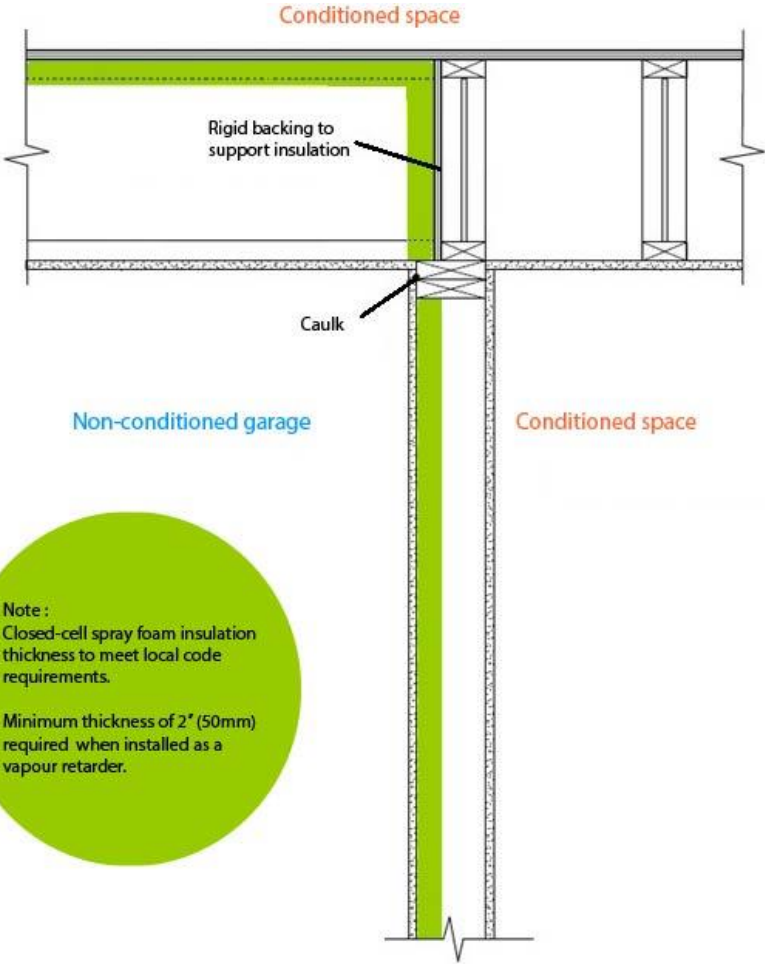 Conditioned space
Rigid backing to
support insulation
Caulk
Non-conditioned garage
Conditioned space
Note :
Closed-cell spray foam insulation
thickness to meet local code
requirements.
Minimum thickness of 2" (50mm)
required when installed as a
vapour retarder.